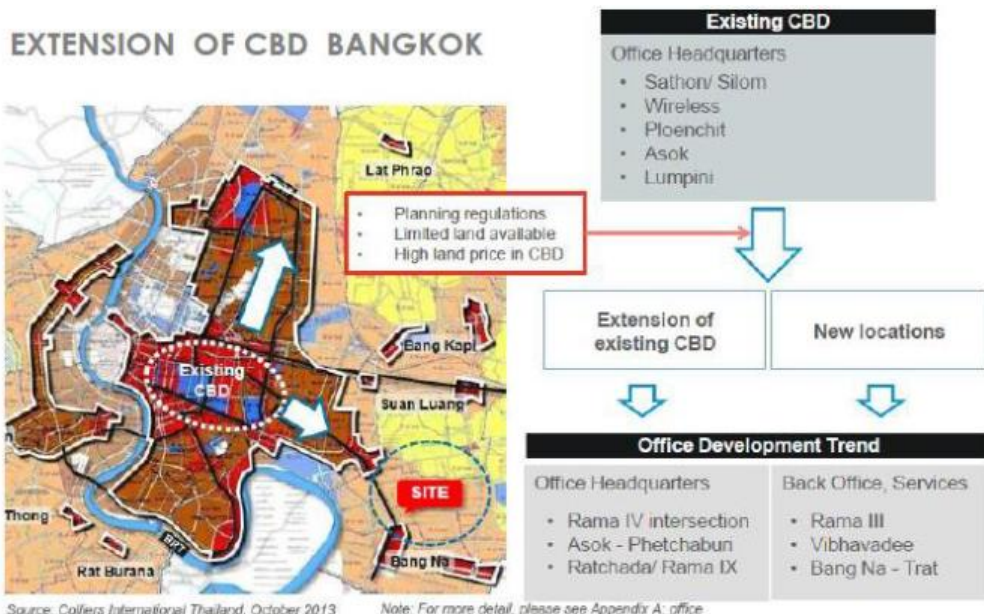 EXTENSION OF CBD BANGKOK
Existing CBD
Office Headquarters
• Sathon/ Silom
• Wireless
• Ploenchit
• Asok
• Lumpini
• Planning regulations
• Limited land available
• High land price in CBD
Extension of
existing CBD
New locations
Office Development Trend
Office Headquarters
• Rama IV intersection
• Asok - Phetchaburi
• Ratchada/ Rama IX
Back Office, Services
• Rama III
• Vibhavadee
• Bang Na - Trat
Lat Phrao
Bang Kapi
Existing
CBD
Suan Luang
SITE
Thong
BRT
Bang Na
Rat Burana
Source: Colliers International Thailand, October 2013
Note: For more detail, please see Appendix A: office